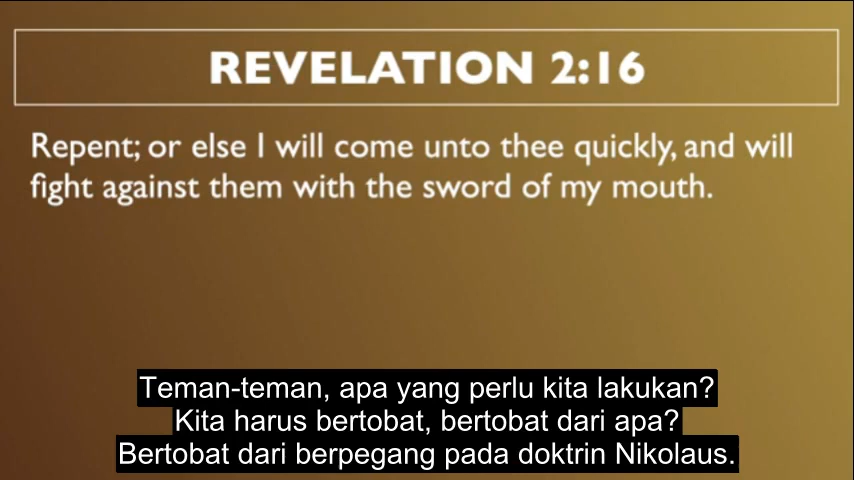 REVELATION 2:16
Repent; or else I will come unto thee quickly, and will
fight against them with the sword of my mouth.
Teman-teman, apa yang perlu kita lakukan?
Kita harus bertobat, bertobat dari apa?
Bertobat dari berpegang pada doktrin Nikolaus.